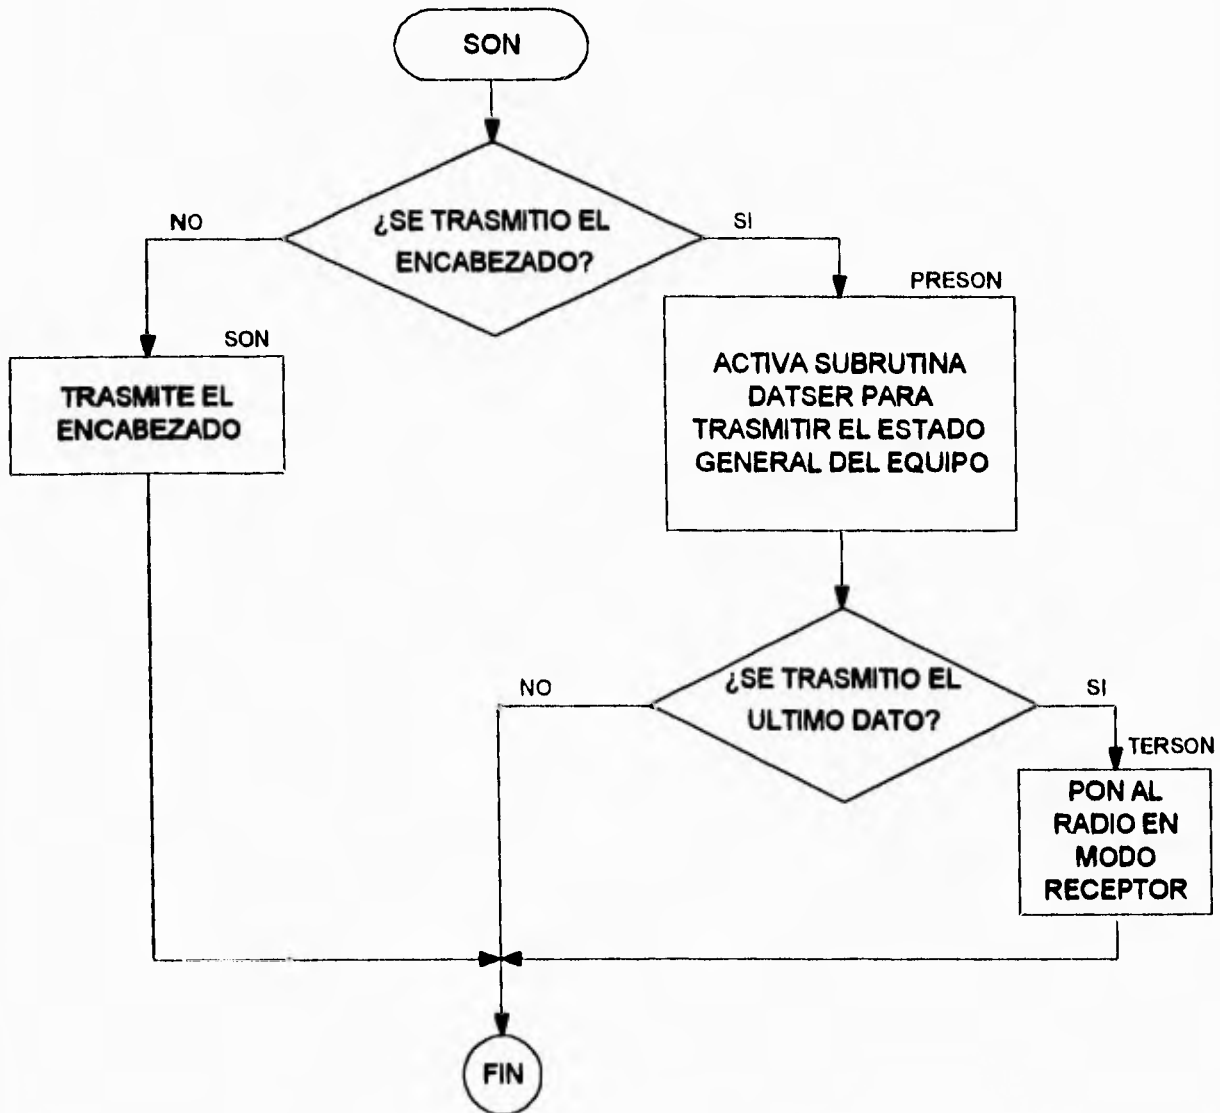 SON
¿SE TRASMITIO EL
ENCABEZADO?
NO
SI
PRESON
SON
TRASMITE EL
ENCABEZADO
ACTIVA SUBRUTINA
DATSER PARA
TRASMITIR EL ESTADO
GENERAL DEL EQUIPO
¿SE TRASMITIO EL
ULTIMO DATO?
NO
SI
TERSON
PON AL
RADIO EN
MODO
RECEPTOR
FIN